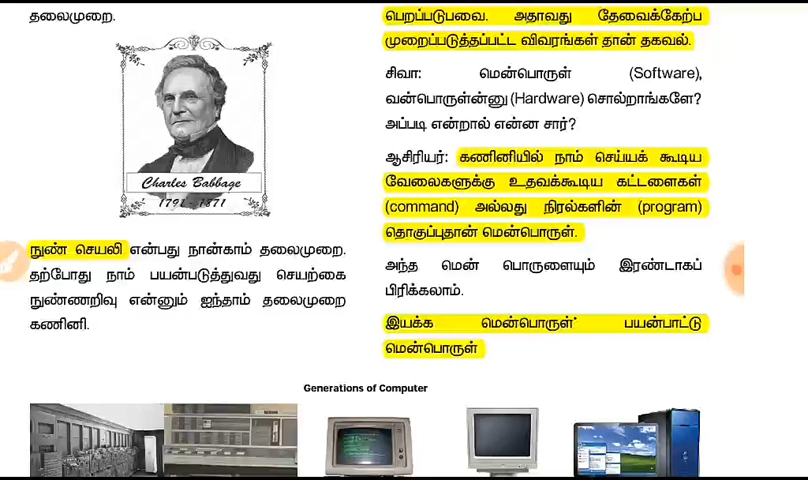 தலைமுறை.
Charles Babbage
1791 - 1871
நுண் செயலி என்பது நான்காம் தலைமுறை.
தற்போது நாம் பயன்படுத்துவது செயற்கை
நுண்ணறிவு என்னும் ஐந்தாம் தலைமுறை
கணினி.
பெறப்படுபவை. அதாவது தேவைக்கேற்ப
முறைப்படுத்தப்பட்ட விவரங்கள் தான் தகவல்.
சிவா: மென்பொருள் (Software),
வன்பொருள்ன்னு (Hardware) சொல்றாங்களே?
அப்படி என்றால் என்ன சார்?
ஆசிரியர்: கணினியில் நாம் செய்யக் கூடிய
வேலைகளுக்கு உதவக்கூடிய கட்டளைகள்
(command) அல்லது நிரல்களின் (program)
தொகுப்புதான் மென்பொருள்.
அந்த மென் பொருளையும் இரண்டாகப்
பிரிக்கலாம்.
இயக்க மென்பொருள்* பயன்பாட்டு
மென்பொருள்
Generations of Computer